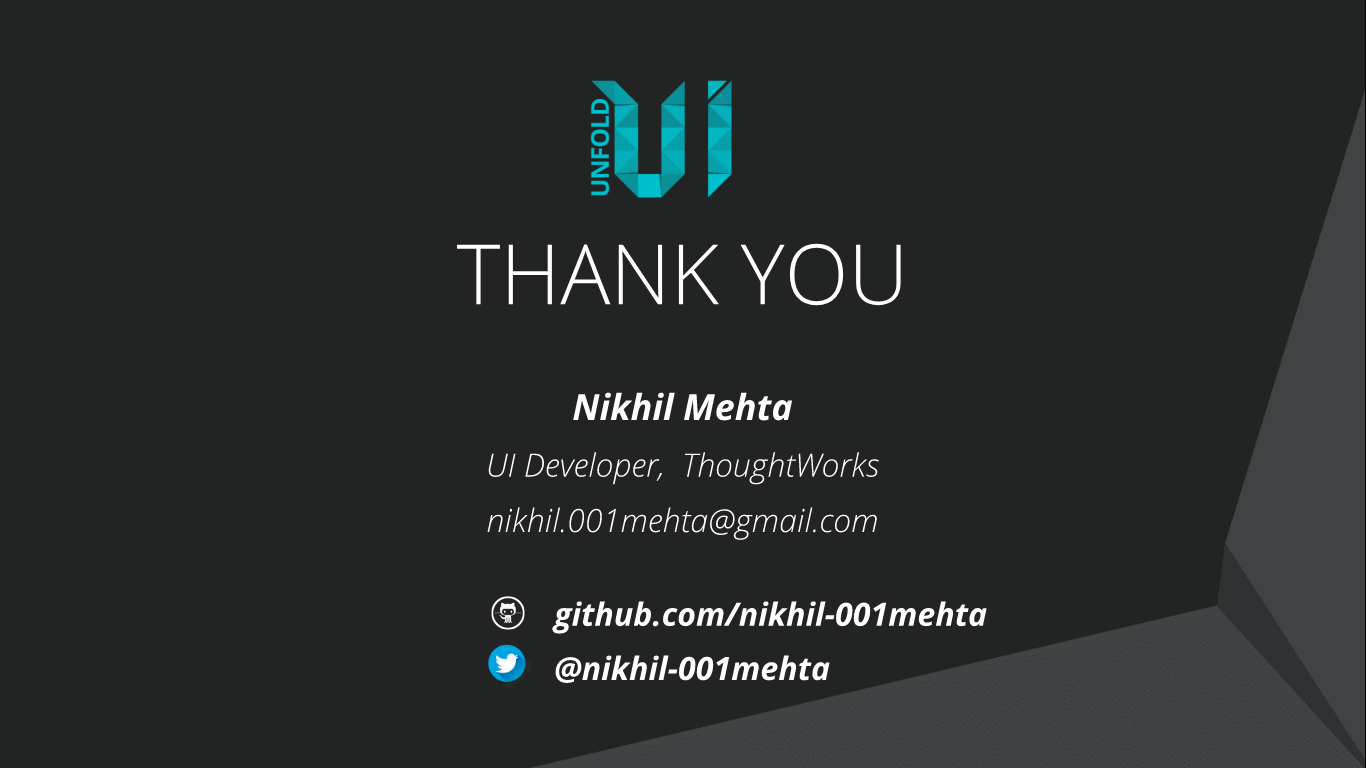 UNFOLD
UI
THANK YOU
Nikhil Mehta
UI Developer,  ThoughtWorks
nikhil.001mehta@gmail.com
github.com/nikhil-001mehta
@nikhil-001mehta